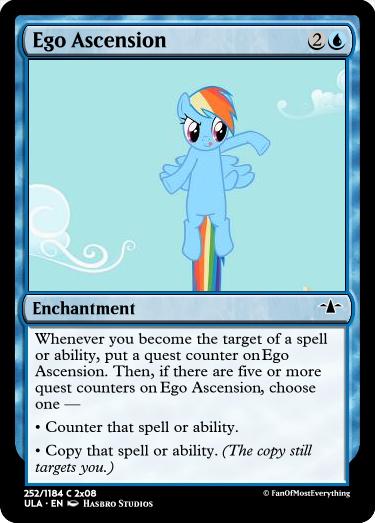 Ego Ascension 2
Enchantment
Whenever you become the target of a spell
or ability, put a quest counter on Ego
Ascension. Then, if there are five or more
quest counters on Ego Ascension, choose
one —
• Counter that spell or ability.
• Copy that spell or ability. (The copy still
targets you.)
252/1184 C 2x08
ULA • EN HASBRO STUDIOS
© FanOfMostEverything